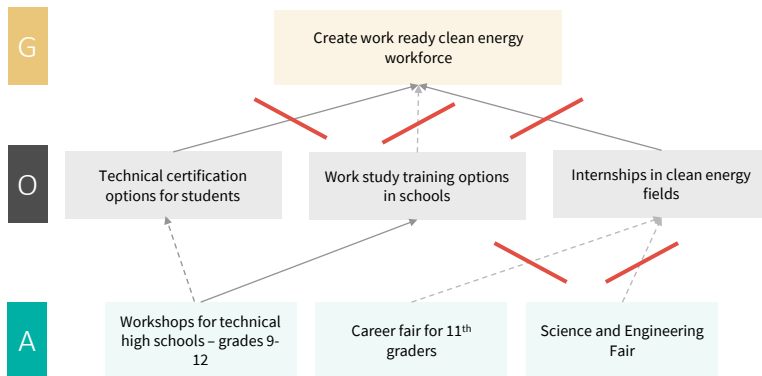 G
Create work ready clean energy
workforce
O
Technical certification
options for students
Work study training options
in schools
Internships in clean energy
fields
A
Workshops for technical
high schools – grades 9-
12
Career fair for 11th
graders
Science and Engineering
Fair